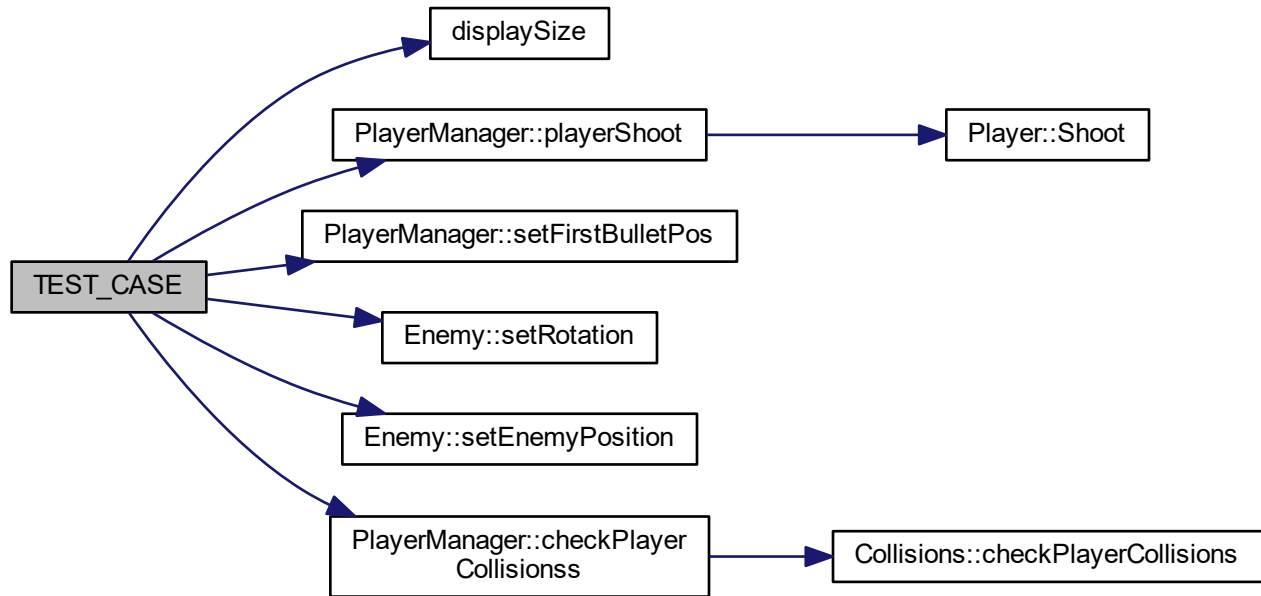 displaySize
PlayerManager::playerShoot
Player::Shoot
PlayerManager::setFirstBulletPos
TEST_CASE
Enemy::setRotation
Enemy::setEnemyPosition
PlayerManager::checkPlayer
Collisionss
Collisions::checkPlayerCollisions